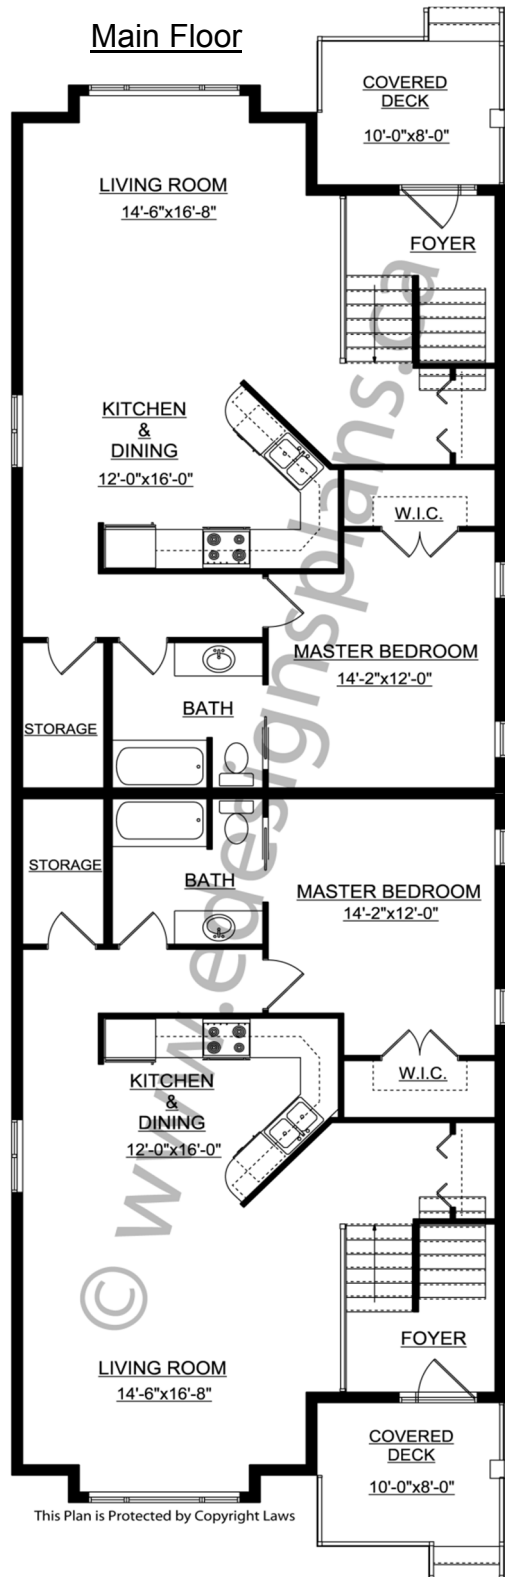 Main Floor
COVERED
DECK
10'-0"x8'-0"
LIVING ROOM
14'-6"x16'-8"
FOYER
KITCHEN
&
DINING
12'-0"x16'-0"
W.I.C.
MASTER BEDROOM
14'-2"x12'-0"
BATH
STORAGE
STORAGE
BATH
MASTER BEDROOM
14'-2"x12'-0"
W.I.C.
KITCHEN
&
DINING
12'-0"x16'-0"
FOYER
LIVING ROOM
14'-6"x16'-8"
COVERED
DECK
10'-0"x8'-0"
This Plan is Protected by Copyright Laws
© www.edesignsplans.ca